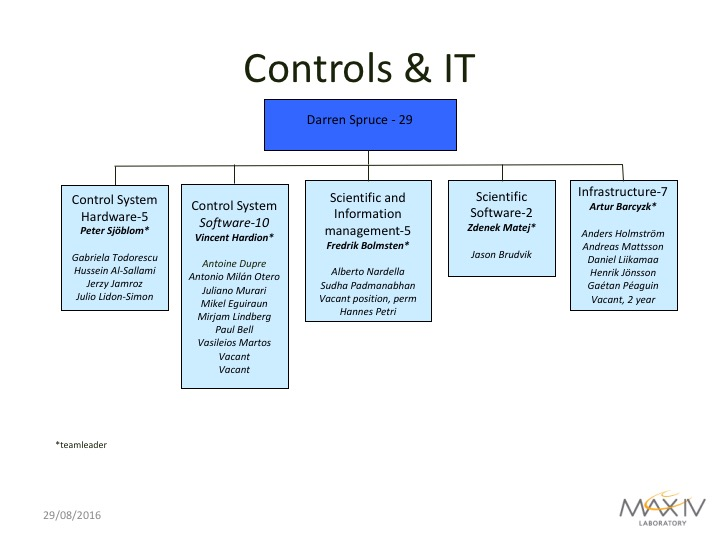 Controls & IT
Darren Spruce - 29
Control System
Hardware-5
Peter Sjöblom*
Gabriela Todorescu
Hussein Al-Sallami
Jerzy Jamroz
Julio Lidon-Simon
Control System
Software-10
Vincent Hardion*
Antoine Dupre
Antonio Milán Otero
Juliano Murari
Mikel Eguiraun
Mirjam Lindberg
Paul Bell
Vasileios Martos
Vacant
Vacant
Scientific and
Information
management-5
Fredrik Bolmsten*
Alberto Nardella
Sudha Padmanabhan
Vacant position, perm
Hannes Petri
Scientific
Software-2
Zdenek Matej*
Jason Brudvik
Infrastructure-7
Artur Barcyzk*
Anders Holmström
Andreas Mattsson
Daniel Liikamaa
Henrik Jönsson
Gaétan Péaguin
Vacant, 2 year
*teamleader
29/08/2016
MAX IV
LABORATORY